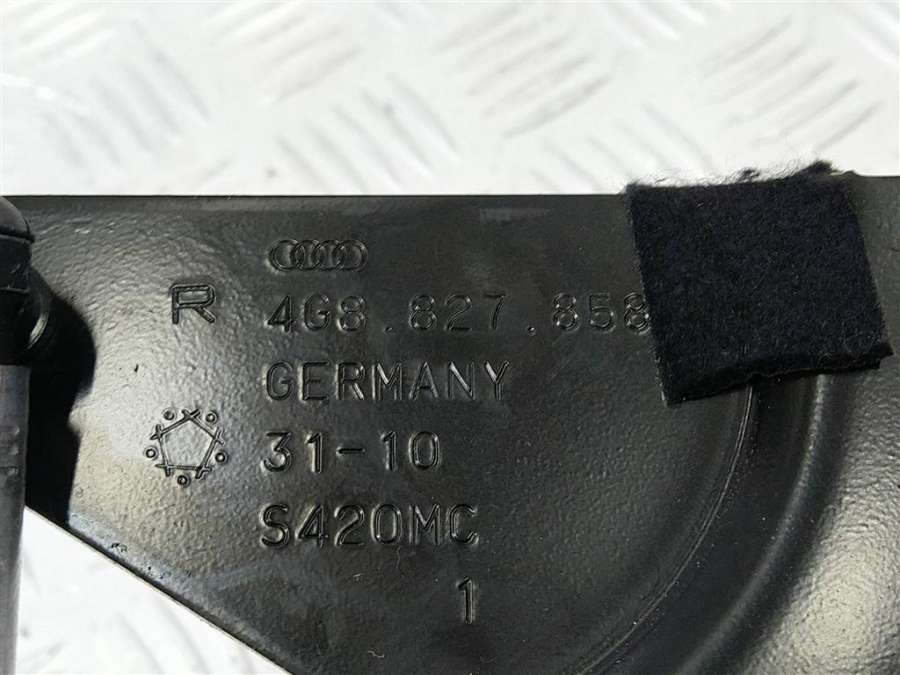 R 4G8.827.858
GERMANY
31-10
S420MC
1